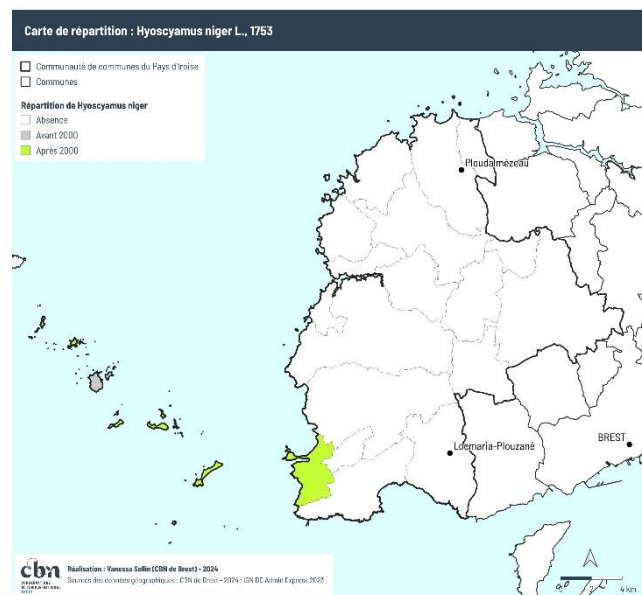 Carte de répartition : Hyoscyamus niger L., 1753
Communauté de communes du Pays d'Iroise
Communes
Répartition de Hyoscyamus niger
Absence
Avant 2000
Après 2000
Ploudalmézeau
Locmaria-Plouzané
BREST
cbn
Réalisation : Vanessa Sellin (CBN de Brest) - 2024
Sources des données géographiques : CBN de Brest - 2024 ; IGN BD Admin Express 2023
4 km